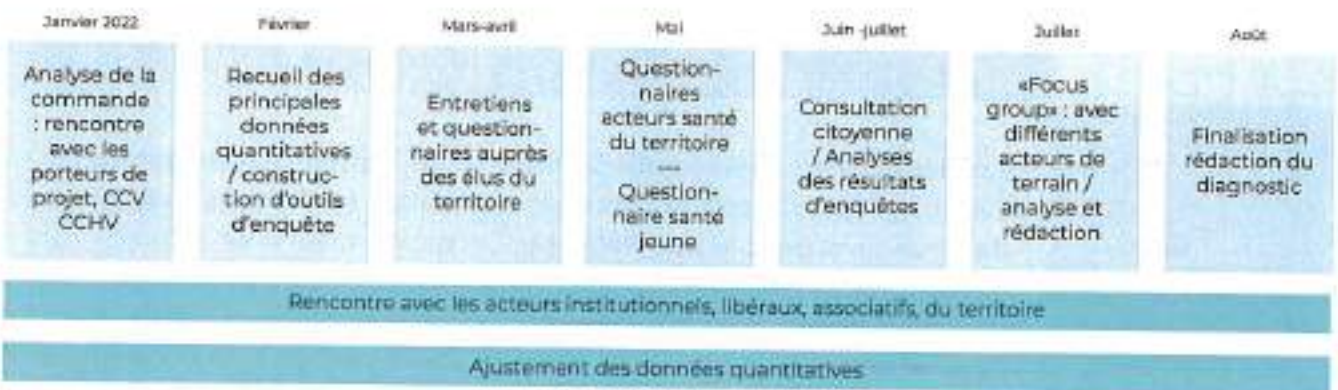 Janvier 2022
Analyse de la
commande
: rencontre
avec les
porteurs de
projet, CCV
CCHV
Février
Recueil des
principales
données
quantitatives
/ construc-
tion d'outils
d'enquête
Mars-avril
Entretiens
et question-
naires auprès
des élus du
territoire
Mai
Question-
naires
acteurs santé
du territoire
---
Question-
naire santé
jeune
Juin -juillet
Consultation
citoyenne
/ Analyses
des résultats
d'enquêtes
Juillet
«Focus
group» : avec
différents
acteurs de
terrain /
analyse et
rédaction
Août
Finalisation
rédaction du
diagnostic
Rencontre avec les acteurs institutionnels, libéraux, associatifs, du territoire
Ajustement des données quantitatives